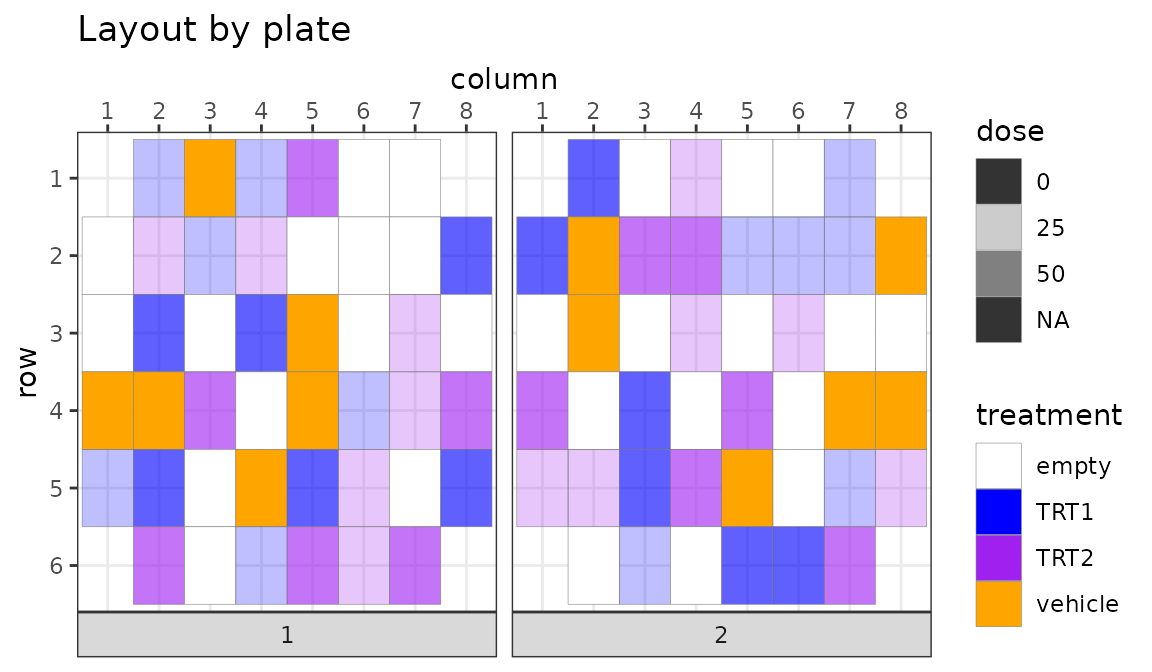 Layout by plate
column
1 2 3 4 5 6 7 8 1 2 3 4 5 6 7 8
row
1
2
3
4
5
6
1 2
dose
0
25
50
NA
treatment
empty
TRT1
TRT2
vehicle